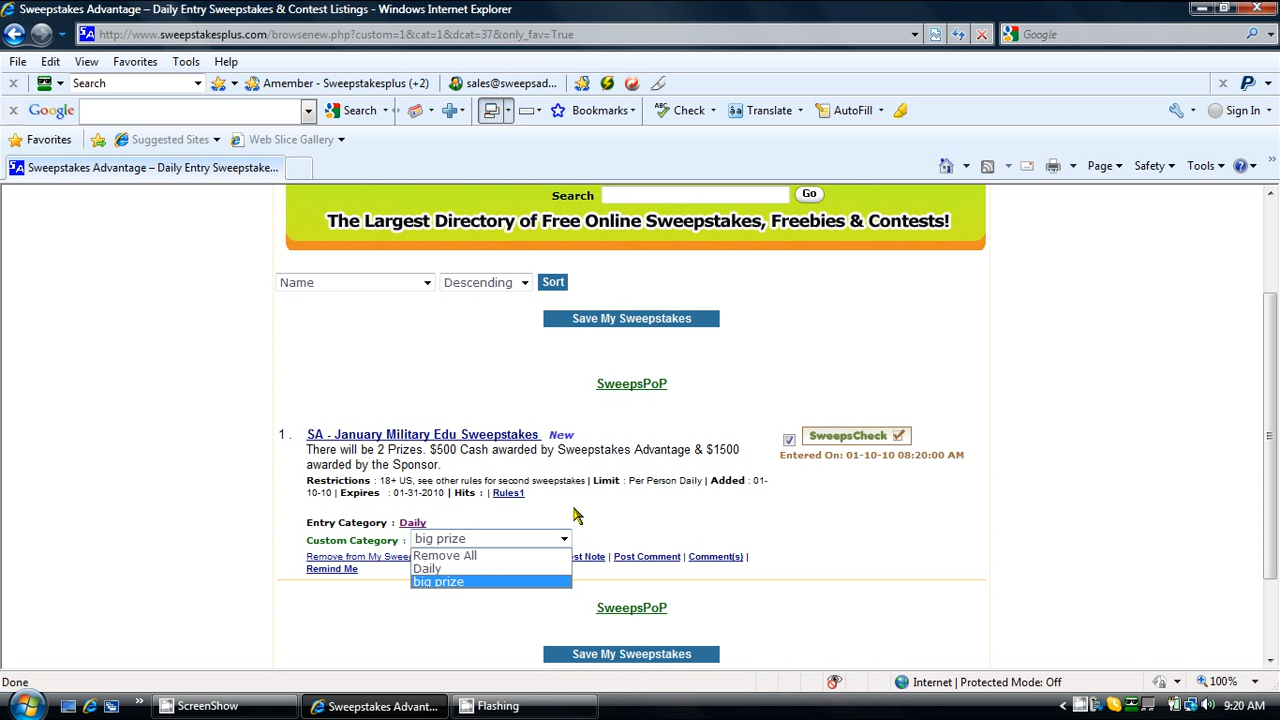 Sweepstakes Advantage – Daily Entry Sweepstakes & Contest Listings - Windows Internet Explorer
http://www.sweepstakesplus.com/browse_new.php?custom=1&cat=1&dcat=37&only_fav=True
Google
File Edit View Favorites Tools Help
Search Amember - Sweepstakesplus (+2) sales@sweepsad...
Google Search Bookmarks Check Translate AutoFill Sign In
Favorites Suggested Sites Web Slice Gallery
Sweepstakes Advantage – Daily Entry Sweepstake... Page Safety Tools
Search Go
The Largest Directory of Free Online Sweepstakes, Freebies & Contests!
Name Descending Sort
Save My Sweepstakes
SweepsPoP
1 . SA - January Military Edu Sweepstakes New SweepsCheck
There will be 2 Prizes. $500 Cash awarded by Sweepstakes Advantage & $1500
awarded by the Sponsor.
Entered On: 01-10-10 08:20:00 AM
Restrictions : 18+ US, see other rules for second sweepstakes | Limit : Per Person Daily | Added : 01-
10-10 | Expires : 01-31-2010 | Hits : | Rules1
Entry Category : Daily
Custom Category : big prize
Remove from My Sweep Remove All st Note | Post Comment | Comment(s) |
Remind Me Daily
big prize
SweepsPoP
Save My Sweepstakes
Done Internet | Protected Mode: Off 100%
ScreenShow Sweepstakes Advant... Flashing 9:20 AM